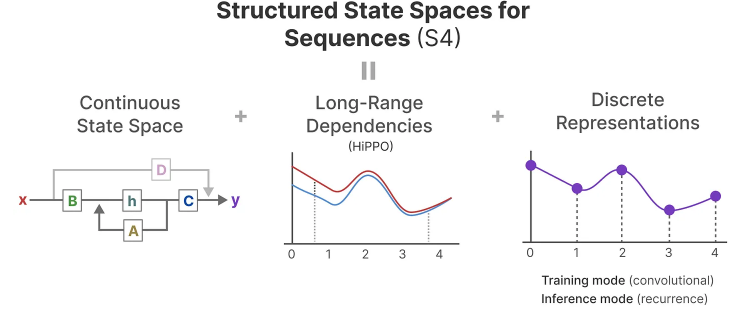 Structured State Spaces for
Sequences (S4)
Continuous
State Space
+
Long-Range
Dependencies
(HiPPO)
+
Discrete
Representations
D
x
B
h
C
y
A
0 1 2 3 4
0 1 2 3 4
Training mode (convolutional)
Inference mode (recurrence)